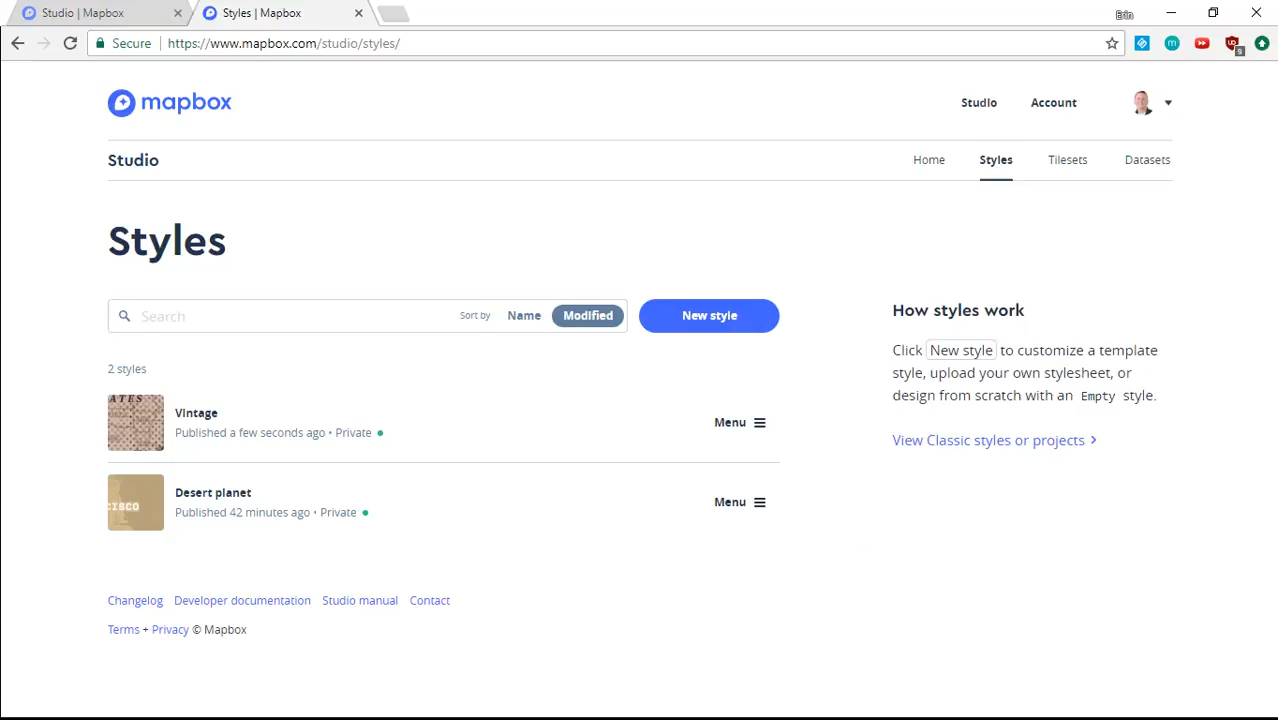 Studio | Mapbox
Styles | Mapbox
Erin
Secure
https://www.mapbox.com/studio/styles/
9
mapbox
Studio
Account
Studio
Home
Styles
Tilesets
Datasets
Styles
Search
Sort by
Name
Modified
New style
How styles work
Click New style to customize a template
style, upload your own stylesheet, or
design from scratch with an Empty style.
View Classic styles or projects
2 styles
ATES
Vintage
Published a few seconds ago • Private
Menu
CISCO
Desert planet
Published 42 minutes ago • Private
Menu
Changelog
Developer documentation
Studio manual
Contact
Terms + Privacy © Mapbox